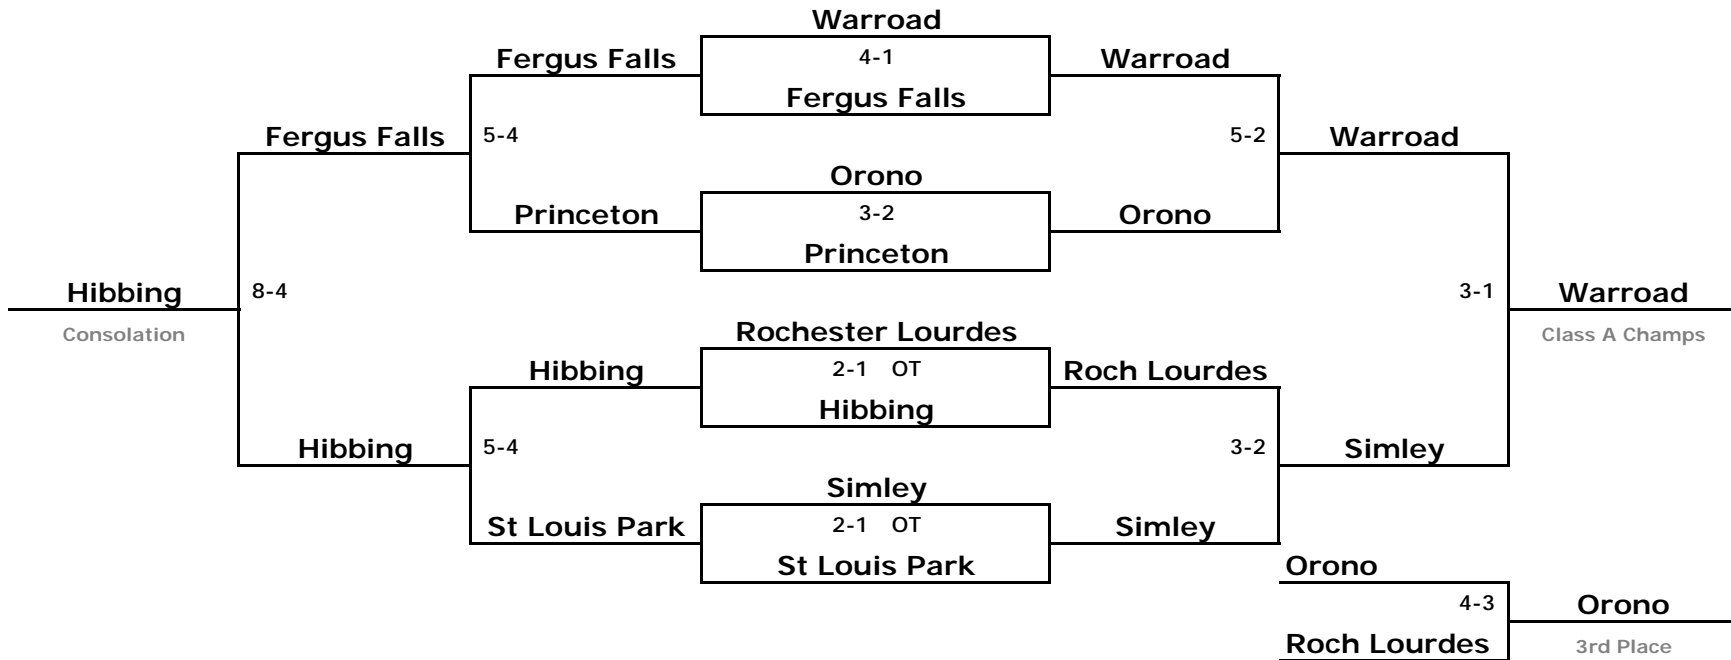 Warroad
Fergus Falls 4-1 Warroad
Fergus Falls
Fergus Falls 5-4 5-2 Warroad
Orono
Princeton 3-2 Orono
Princeton
Hibbing 8-4 3-1 Warroad
Consolation Rochester Lourdes Class A Champs
Hibbing 2-1 OT Roch Lourdes
Hibbing
Hibbing 5-4 3-2 Simley
Simley
St Louis Park 2-1 OT Simley
St Louis Park Orono
4-3 Orono
Roch Lourdes 3rd Place